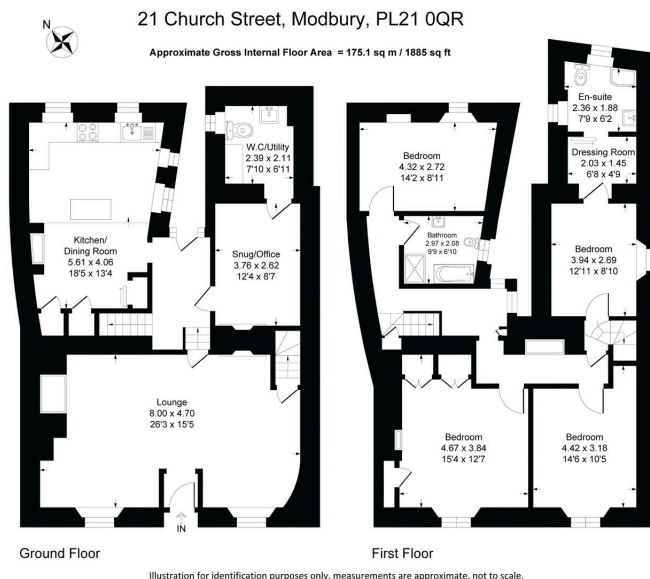 21 Church Street, Modbury, PL21 0QR
N
Approximate Gross Internal Floor Area = 175.1 sq m / 1885 sq ft
W.C/Utility
2.39 x 2.11
7'10 x 6'11
Kitchen/
Dining Room
5.61 x 4.06
18'5 x 13'4
Snug/Office
3.76 x 2.62
12'4 x 8'7
Lounge
8.00 x 4.70
26'3 x 15'5
IN
Ground Floor
En-suite
2.36 x 1.88
7'9 x 6'2
Dressing Room
2.03 x 1.45
6'8 x 4'9
Bedroom
4.32 x 2.72
14'2 x 8'11
Bathroom
2.97 x 2.08
9'9 x 6'10
Bedroom
3.94 x 2.69
12'11 x 8'10
Bedroom
4.67 x 3.84
15'4 x 12'7
Bedroom
4.42 x 3.18
14'6 x 10'5
First Floor
Illustration for identification purposes only, measurements are approximate, not to scale.